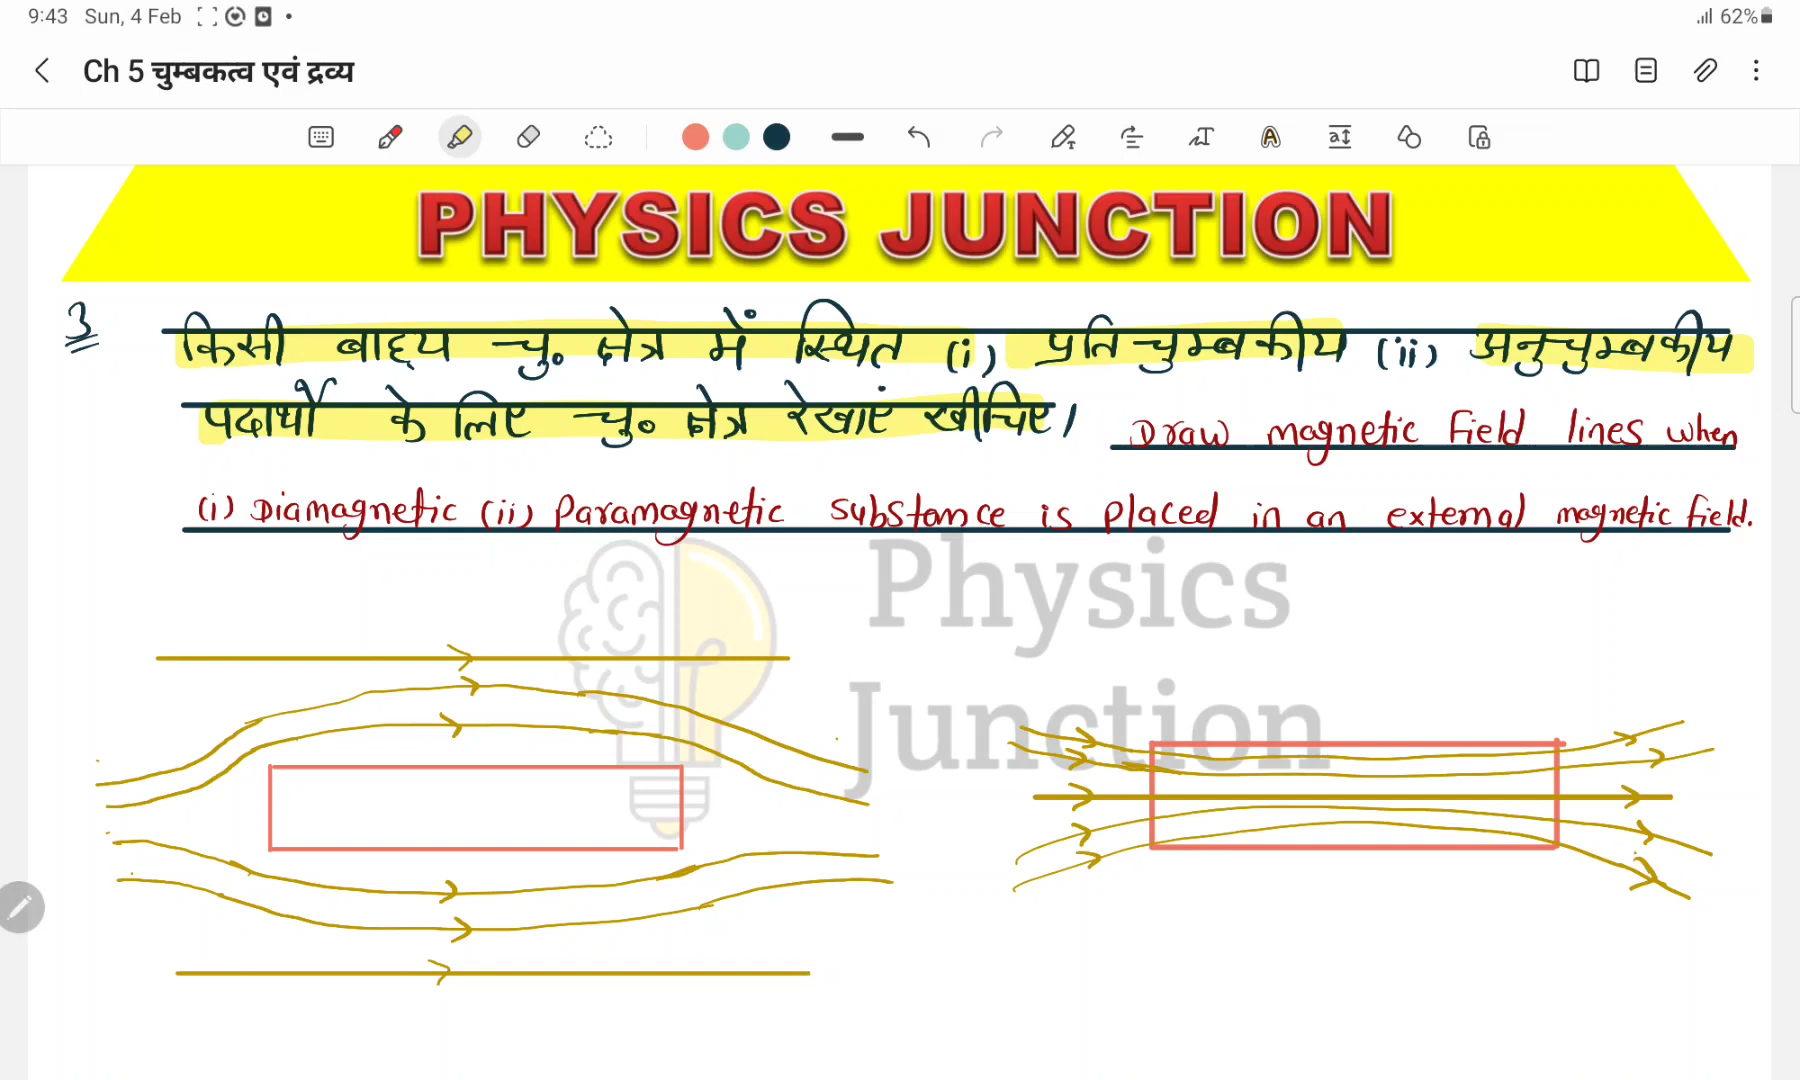 9:43 Sun, 4 Feb
62%
Ch 5 चुम्बकत्व एवं द्रव्य
PHYSICS JUNCTION
3 किसी बाह्य चु० क्षेत्र में स्थित (i) प्रतिचुम्बकीय (ii) अनुचुम्बकीय
पदार्थों के लिए चु० क्षेत्र रेखाएं खींचिए। Draw magnetic field lines when
(i) Diamagnetic (ii) Paramagnetic substance is placed in an external magnetic field.
Physics
Junction